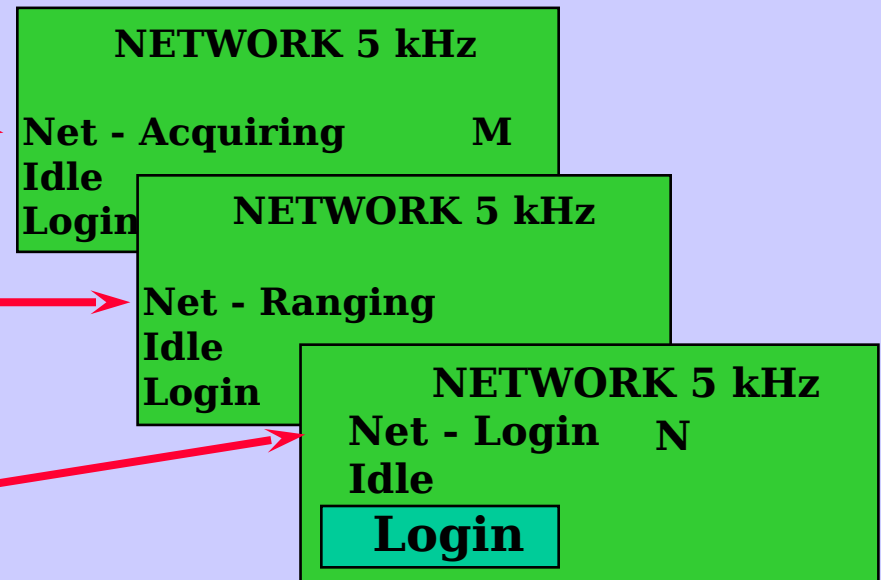 NETWORK 5 kHz
Net - Acquiring M
Idle
Login
NETWORK 5 kHz
Net - Ranging
Idle
Login
NETWORK 5 kHz
Net - Login N
Idle
Login